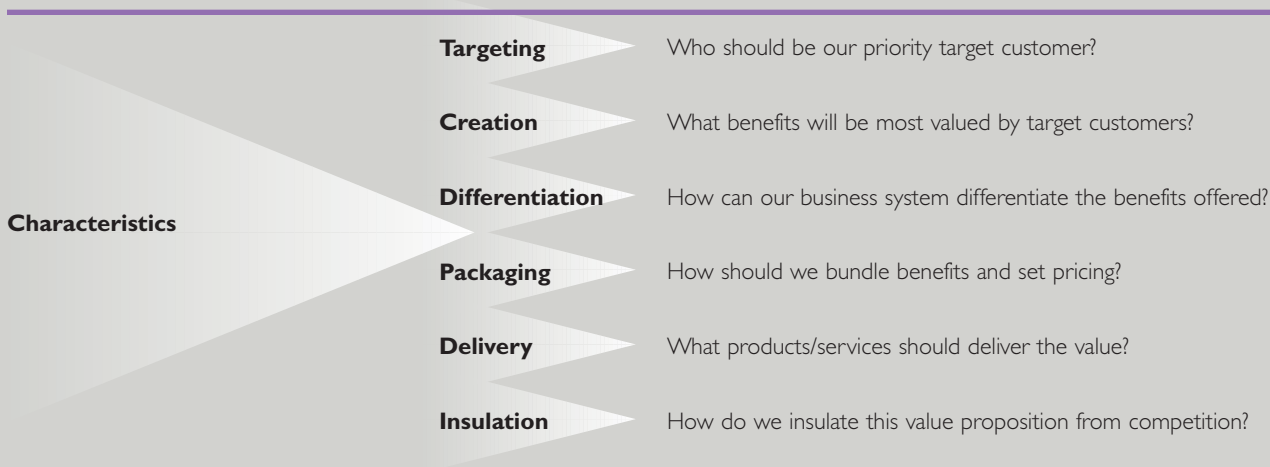 Targeting Who should be our priority target customer?
Creation What benefits will be most valued by target customers?
Differentiation How can our business system differentiate the benefits offered?
Characteristics
Packaging How should we bundle benefits and set pricing?
Delivery What products/services should deliver the value?
Insulation How do we insulate this value proposition from competition?